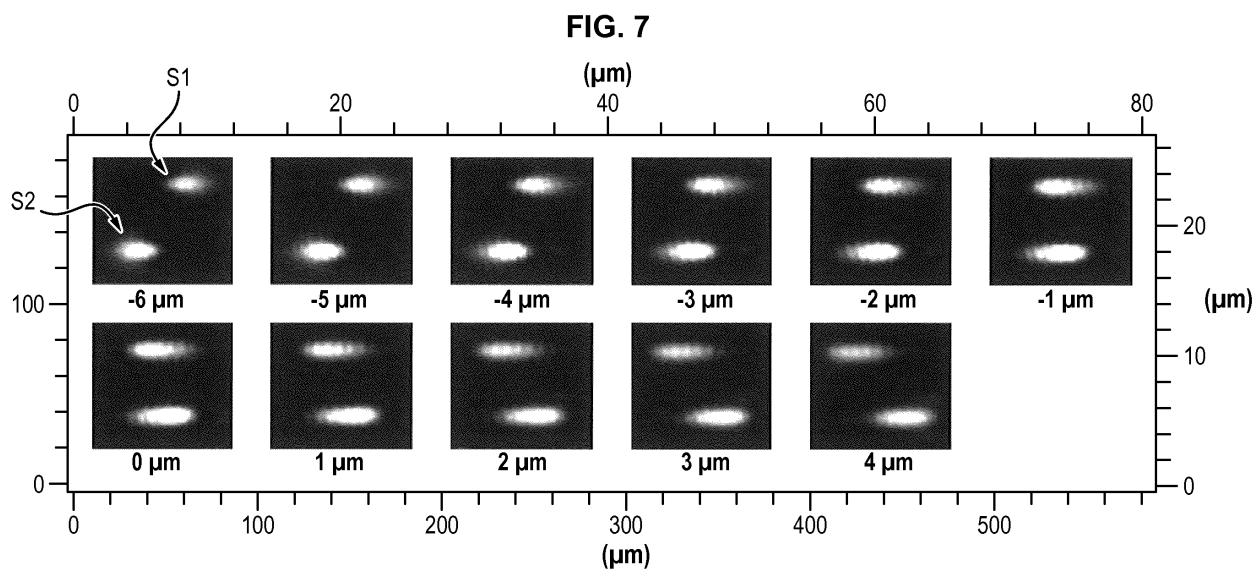 FIG. 7
(µm)
0 20 40 60 80
S1
S2
-6 µm -5 µm -4 µm -3 µm -2 µm -1 µm
20
100
(µm)
10
0 µm 1 µm 2 µm 3 µm 4 µm
0
0
0 100 200 300 400 500
(µm)